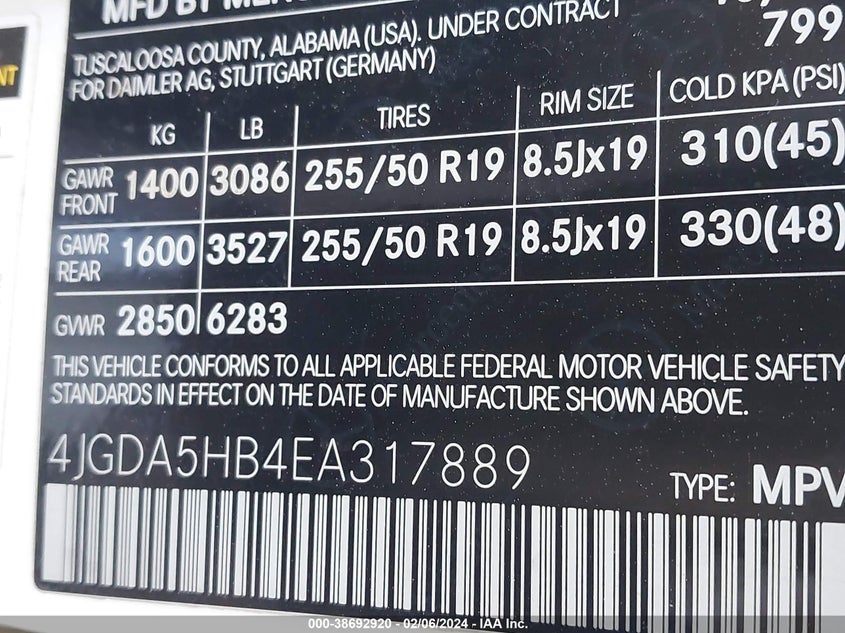 MFD BY
799
TUSCALOOSA COUNTY, ALABAMA (USA). UNDER CONTRACT
FOR DAIMLER AG, STUTTGART (GERMANY)
KG LB TIRES RIM SIZE COLD KPA (PSI)
GAWR FRONT 1400 3086 255/50 R19 8.5Jx19 310(45)
GAWR REAR 1600 3527 255/50 R19 8.5Jx19 330(48)
GVWR 2850 6283
THIS VEHICLE CONFORMS TO ALL APPLICABLE FEDERAL MOTOR VEHICLE SAFETY
STANDARDS IN EFFECT ON THE DATE OF MANUFACTURE SHOWN ABOVE.
4JGDA5HB4EA317889
TYPE: MPV
000-38692920 - 02/06/2024 - IAA Inc.